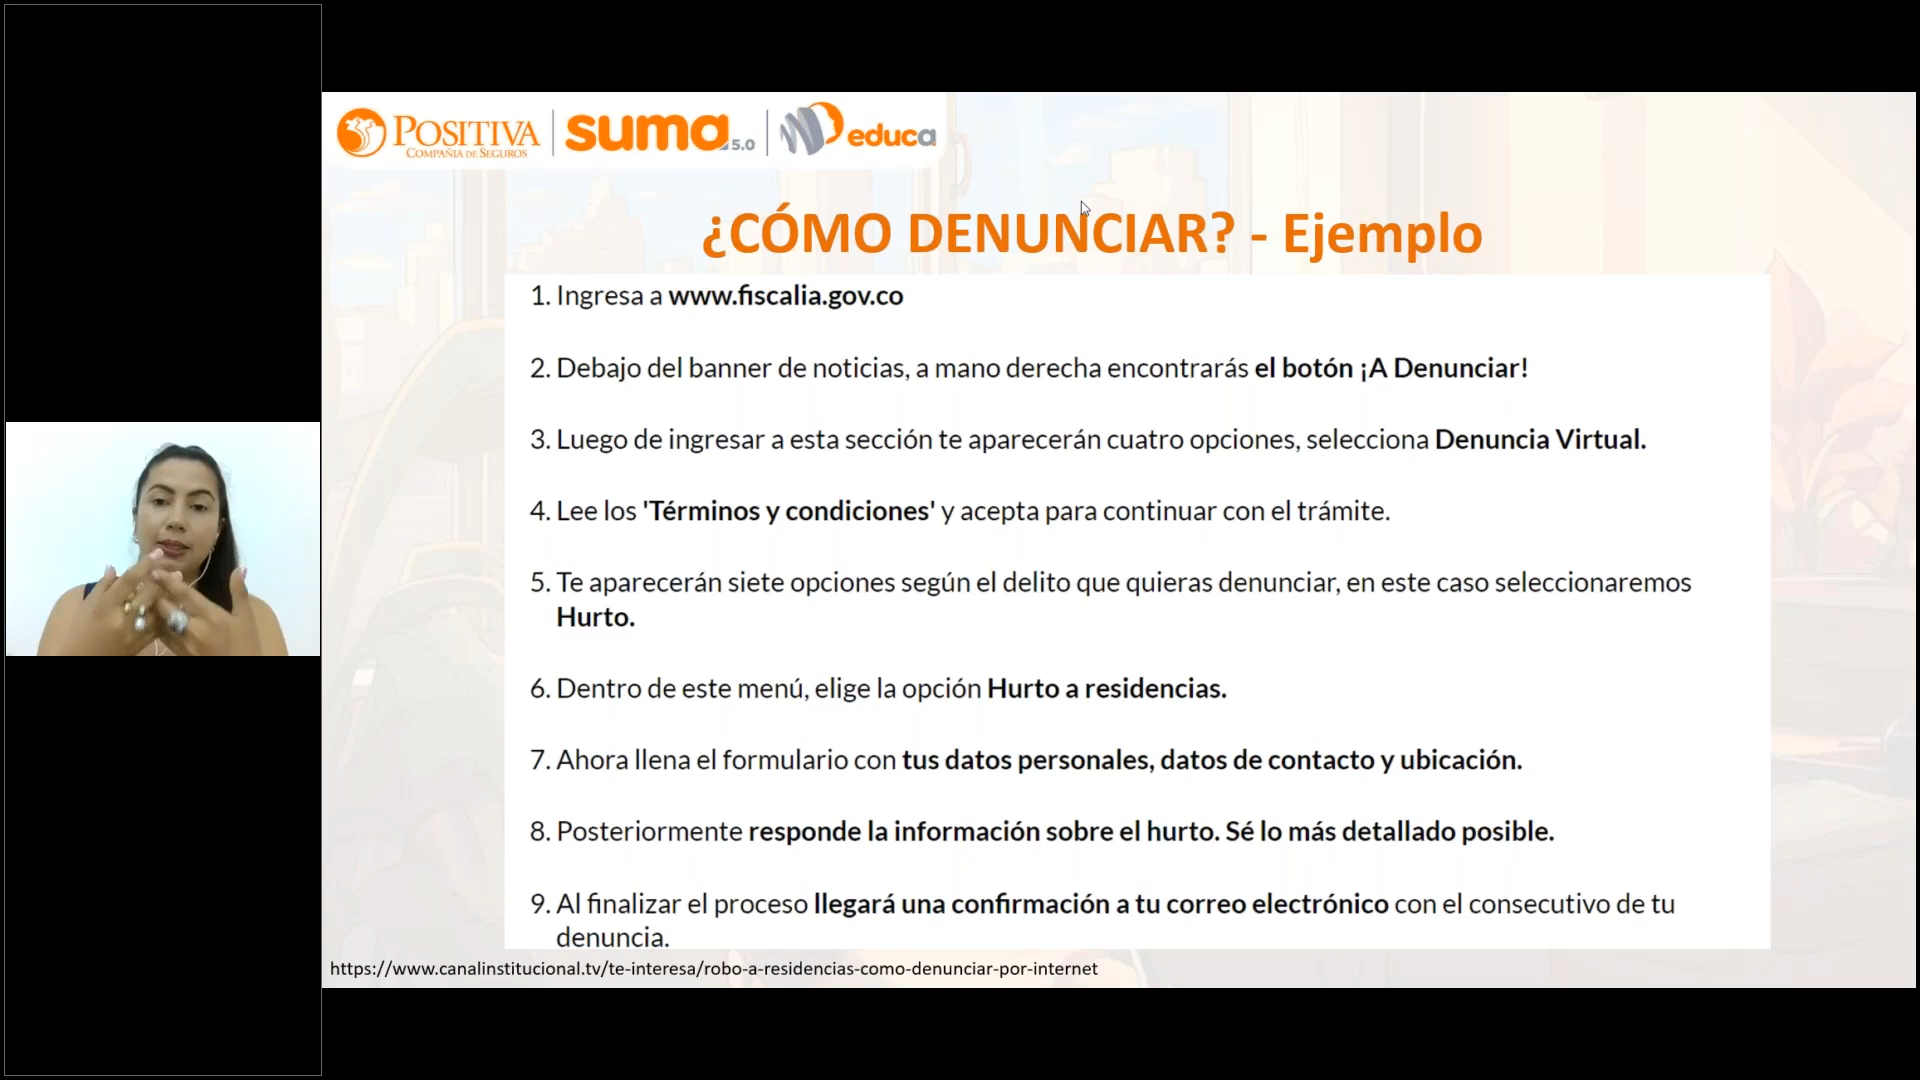 POSITIVA
COMPAÑIA DE SEGUROS
suma 5.0
educa
¿CÓMO DENUNCIAR? - Ejemplo
1. Ingresa a www.fiscalia.gov.co
2. Debajo del banner de noticias, a mano derecha encontrarás el botón ¡A Denunciar!
3. Luego de ingresar a esta sección te aparecerán cuatro opciones, selecciona Denuncia Virtual.
4. Lee los 'Términos y condiciones' y acepta para continuar con el trámite.
5. Te aparecerán siete opciones según el delito que quieras denunciar, en este caso seleccionaremos
Hurto.
6. Dentro de este menú, elige la opción Hurto a residencias.
7. Ahora llena el formulario con tus datos personales, datos de contacto y ubicación.
8. Posteriormente responde la información sobre el hurto. Sé lo más detallado posible.
9. Al finalizar el proceso llegará una confirmación a tu correo electrónico con el consecutivo de tu
denuncia.
https://www.canalinstitucional.tv/te-interesa/robo-a-residencias-como-denunciar-por-internet